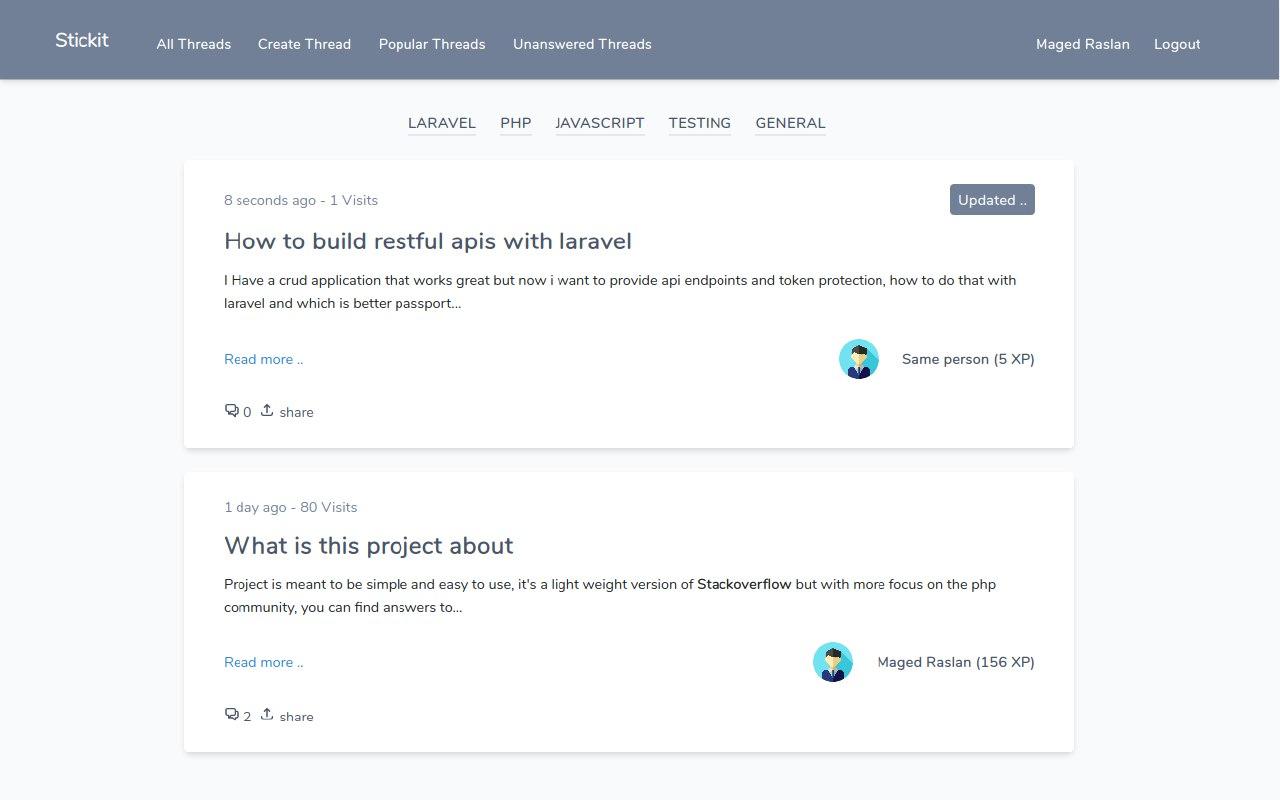 Stickit All Threads Create Thread Popular Threads Unanswered Threads Maged Raslan Logout
LARAVEL PHP JAVASCRIPT TESTING GENERAL
8 seconds ago - 1 Visits Updated ..
How to build restful apis with laravel
I Have a crud application that works great but now i want to provide api endpoints and token protection, how to do that with
laravel and which is better passport...
Read more .. Same person (5 XP)
0 share
1 day ago - 80 Visits
What is this project about
Project is meant to be simple and easy to use, it's a light weight version of Stackoverflow but with more focus on the php
community, you can find answers to...
Read more .. Maged Raslan (156 XP)
2 share